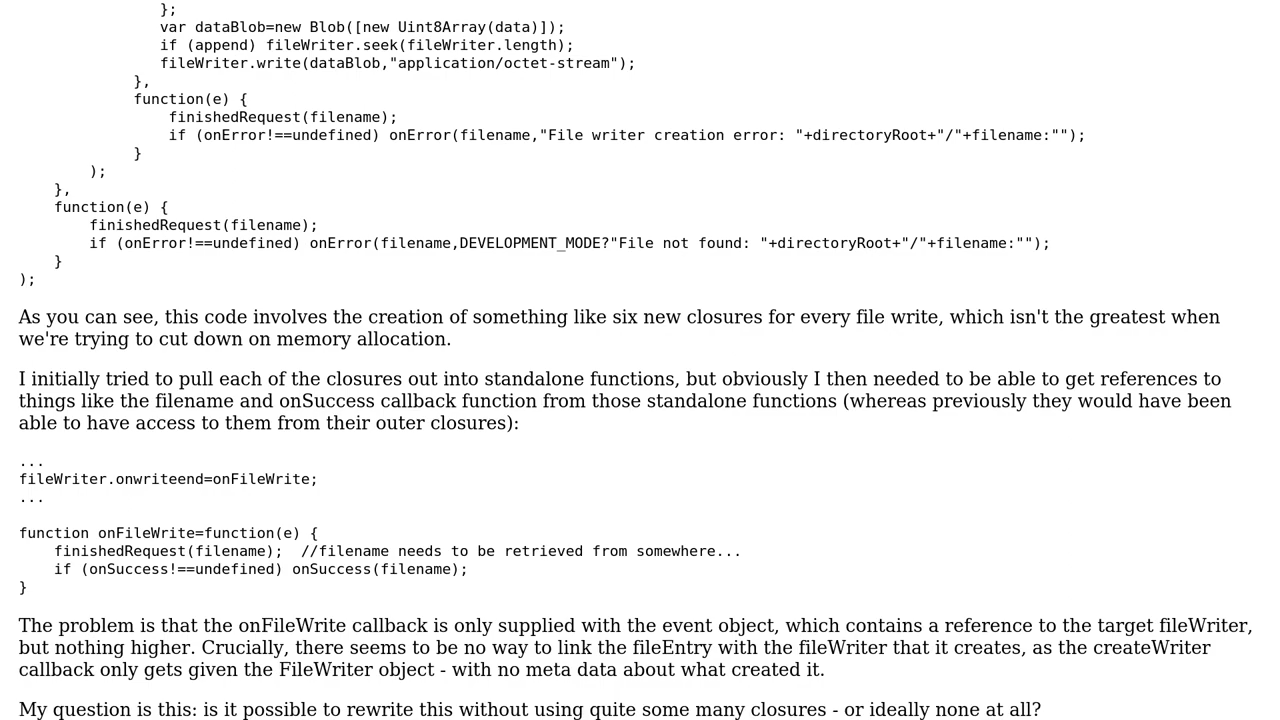 };
var dataBlob=new Blob([new Uint8Array(data)]);
if (append) fileWriter.seek(fileWriter.length);
fileWriter.write(dataBlob,"application/octet-stream");
},
function(e) {
finishedRequest(filename);
if (onError!==undefined) onError(filename,"File writer creation error: "+directoryRoot+"/"+filename:"");
}
);
},
function(e) {
finishedRequest(filename);
if (onError!==undefined) onError(filename,DEVELOPMENT_MODE?"File not found: "+directoryRoot+"/"+filename:"");
}
);
As you can see, this code involves the creation of something like six new closures for every file write, which isn't the greatest when
we're trying to cut down on memory allocation.
I initially tried to pull each of the closures out into standalone functions, but obviously I then needed to be able to get references to
things like the filename and onSuccess callback function from those standalone functions (whereas previously they would have been
able to have access to them from their outer closures):
...
fileWriter.onwriteend=onFileWrite;
...
function onFileWrite=function(e) {
finishedRequest(filename);  //filename needs to be retrieved from somewhere...
if (onSuccess!==undefined) onSuccess(filename);
}
The problem is that the onFileWrite callback is only supplied with the event object, which contains a reference to the target fileWriter,
but nothing higher. Crucially, there seems to be no way to link the fileEntry with the fileWriter that it creates, as the createWriter
callback only gets given the FileWriter object - with no meta data about what created it.
My question is this: is it possible to rewrite this without using quite some many closures - or ideally none at all?